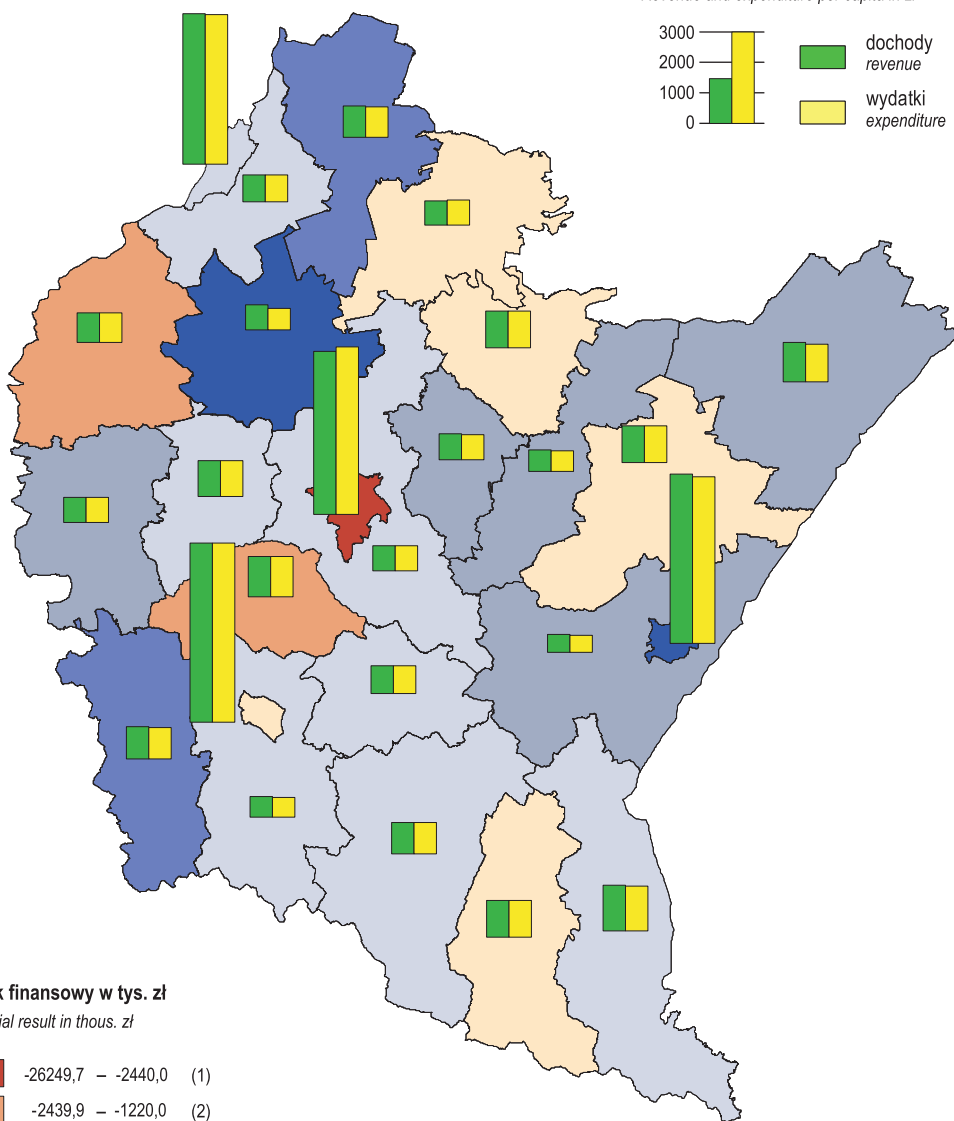 3000
2000
1000
0
dochody
revenue
wydatki
expenditure
finansowy w tys. zł
result in thous. zł
-26249,7 – -2440,0 (1)
-2439,9 – -1220,0 (2)